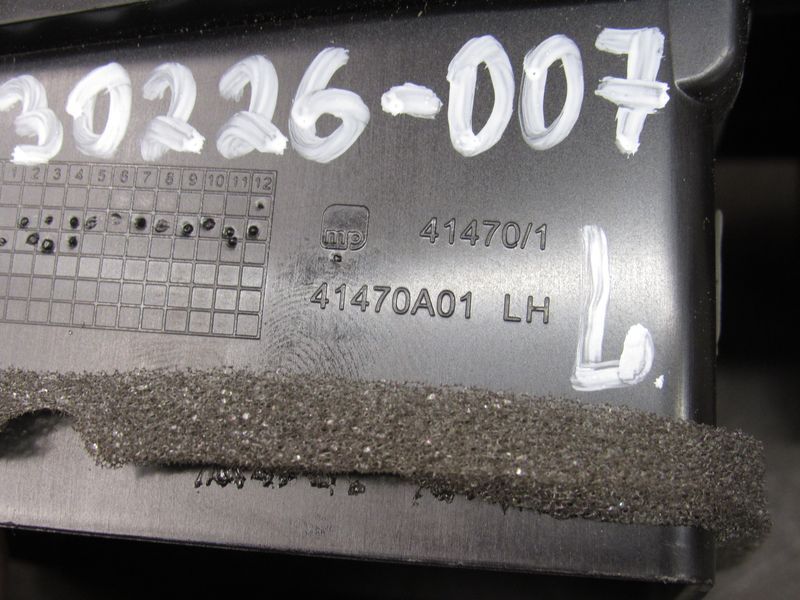 30226-007
1 2 3 4 5 6 7 8 9 10 11 12
mp 41470/1
41470A01 LH
L.